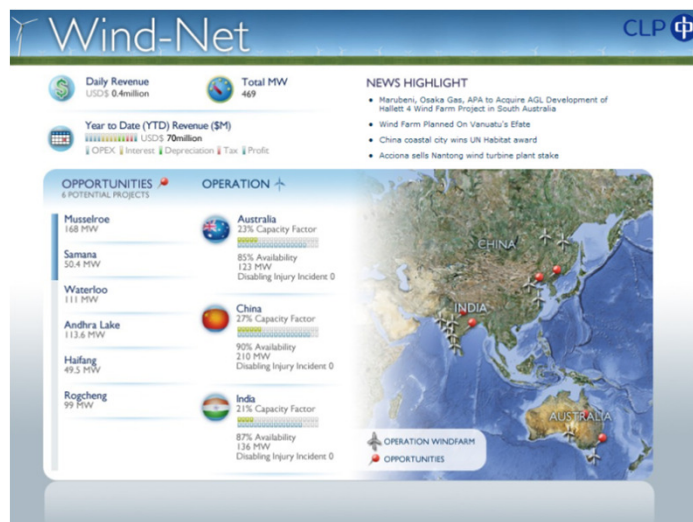 Wind-Net
CLP
Daily Revenue
USD$ 0.4million
Total MW
469
Year to Date (YTD) Revenue ($M)
USD$ 70million
OPEX Interest Depreciation Tax Profit
NEWS HIGHLIGHT
Marubeni, Osaka Gas, APA to Acquire AGL Development of
Hallett 4 Wind Farm Project in South Australia
Wind Farm Planned On Vanuatu's Efate
China coastal city wins UN Habitat award
Acciona sells Nantong wind turbine plant stake
OPPORTUNITIES
6 POTENTIAL PROJECTS
Musselroe
168 MW
Samana
50.4 MW
Waterloo
111 MW
Andhra Lake
113.6 MW
Haifang
49.5 MW
Rogcheng
99 MW
OPERATION
Australia
23% Capacity Factor
85% Availability
123 MW
Disabling Injury Incident 0
China
27% Capacity Factor
90% Availability
210 MW
Disabling Injury Incident 0
India
21% Capacity Factor
87% Availability
136 MW
Disabling Injury Incident 0
CHINA
INDIA
AUSTRALIA
OPERATION WINDFARM
OPPORTUNITIES